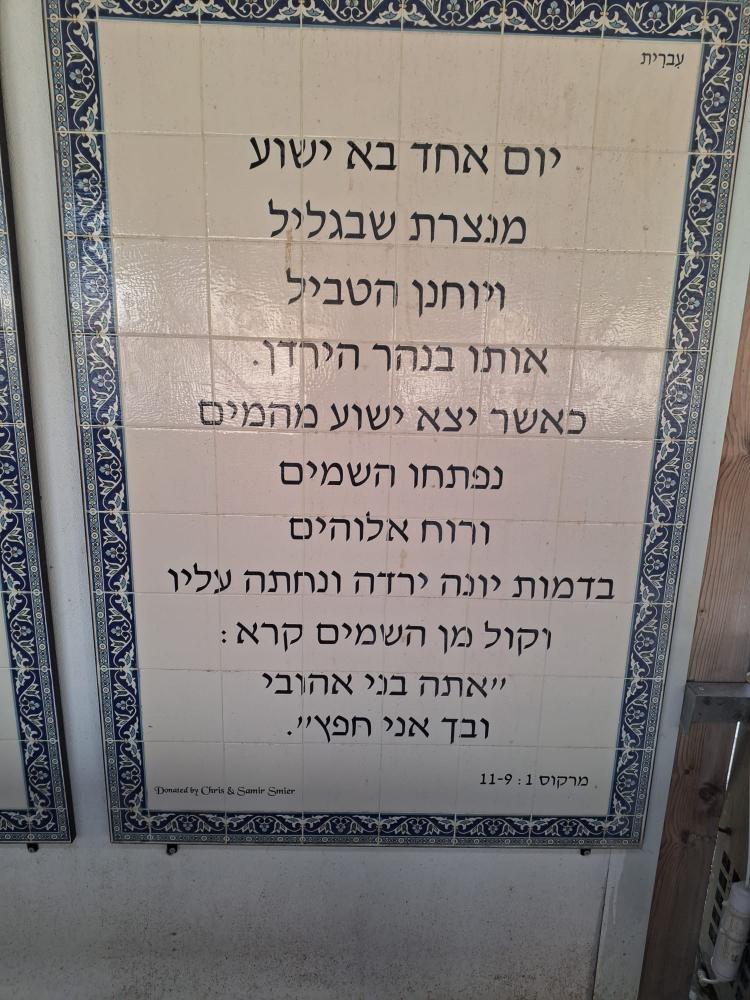 עִבְרִית
יום אחד בא ישוע
מנצרת שבגליל
ויוחנן הטביל
אותו בנהר הירדן.
כאשר יצא ישוע מהמים
נפתחו השמים
ורוח אלוהים
בדמות יונה ירדה ונחתה עליו
וקול מן השמים קרא:
"אתה בני אהובי
ובך אני חפץ".
מרקוס 1: 11-9
Donated by Chris & Samir Smier